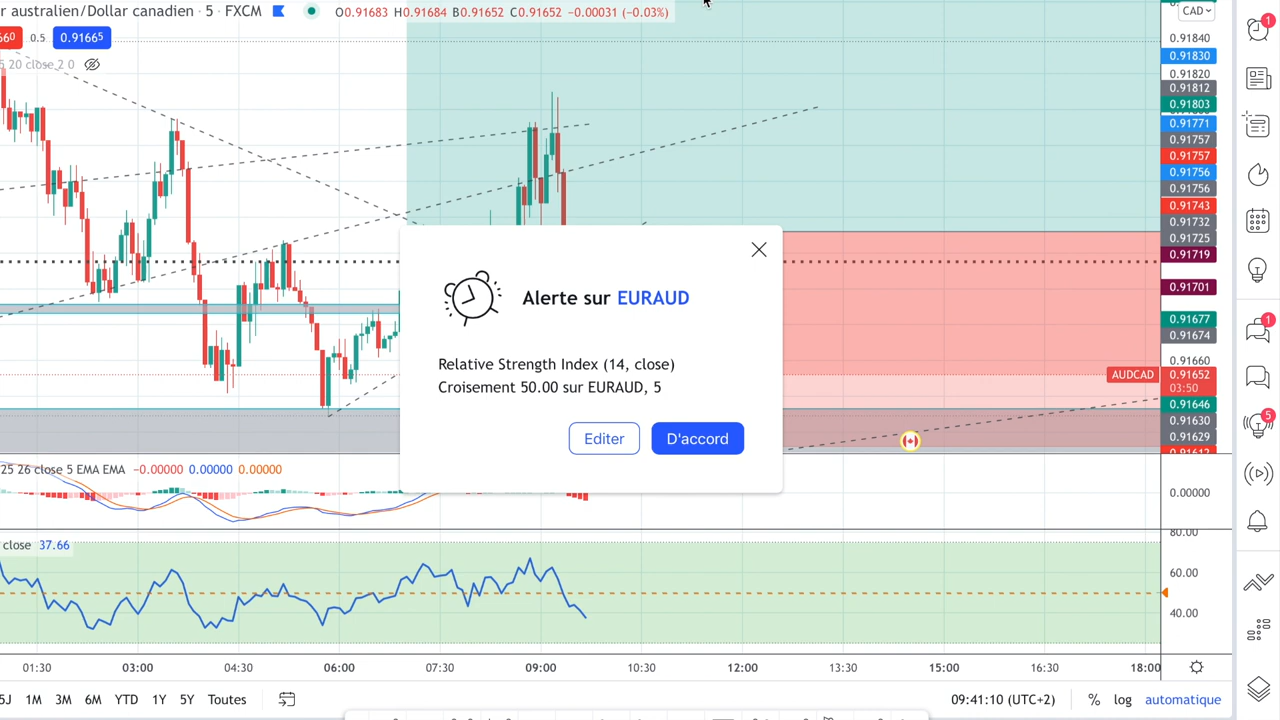 r australien/Dollar canadien · 5 · FXCM O0.91683 H0.91684 B0.91652 C0.91652 −0.00031 (−0.03%)
CAD
660 0.5 0.91665
5 20 close 2 0
0.91840
0.91830
0.91820
0.91812
0.91803
0.91771
0.91757
0.91757
0.91756
0.91756
0.91743
0.91732
0.91725
0.91719
0.91701
0.91677
0.91674
0.91660
AUDCAD 0.91652
03:50
0.91646
0.91630
0.91629
0.91612
Alerte sur EURAUD
Relative Strength Index (14, close)
Croisement 50.00 sur EURAUD, 5
Editer D'accord
25 26 close 5 EMA EMA −0.00000 0.00000 0.00000
0.00000
close 37.66
80.00
60.00
40.00
01:30 03:00 04:30 06:00 07:30 09:00 10:30 12:00 13:30 15:00 16:30 18:00
5J 1M 3M 6M YTD 1Y 5Y Toutes 09:41:10 (UTC+2) % log automatique
1
1
5